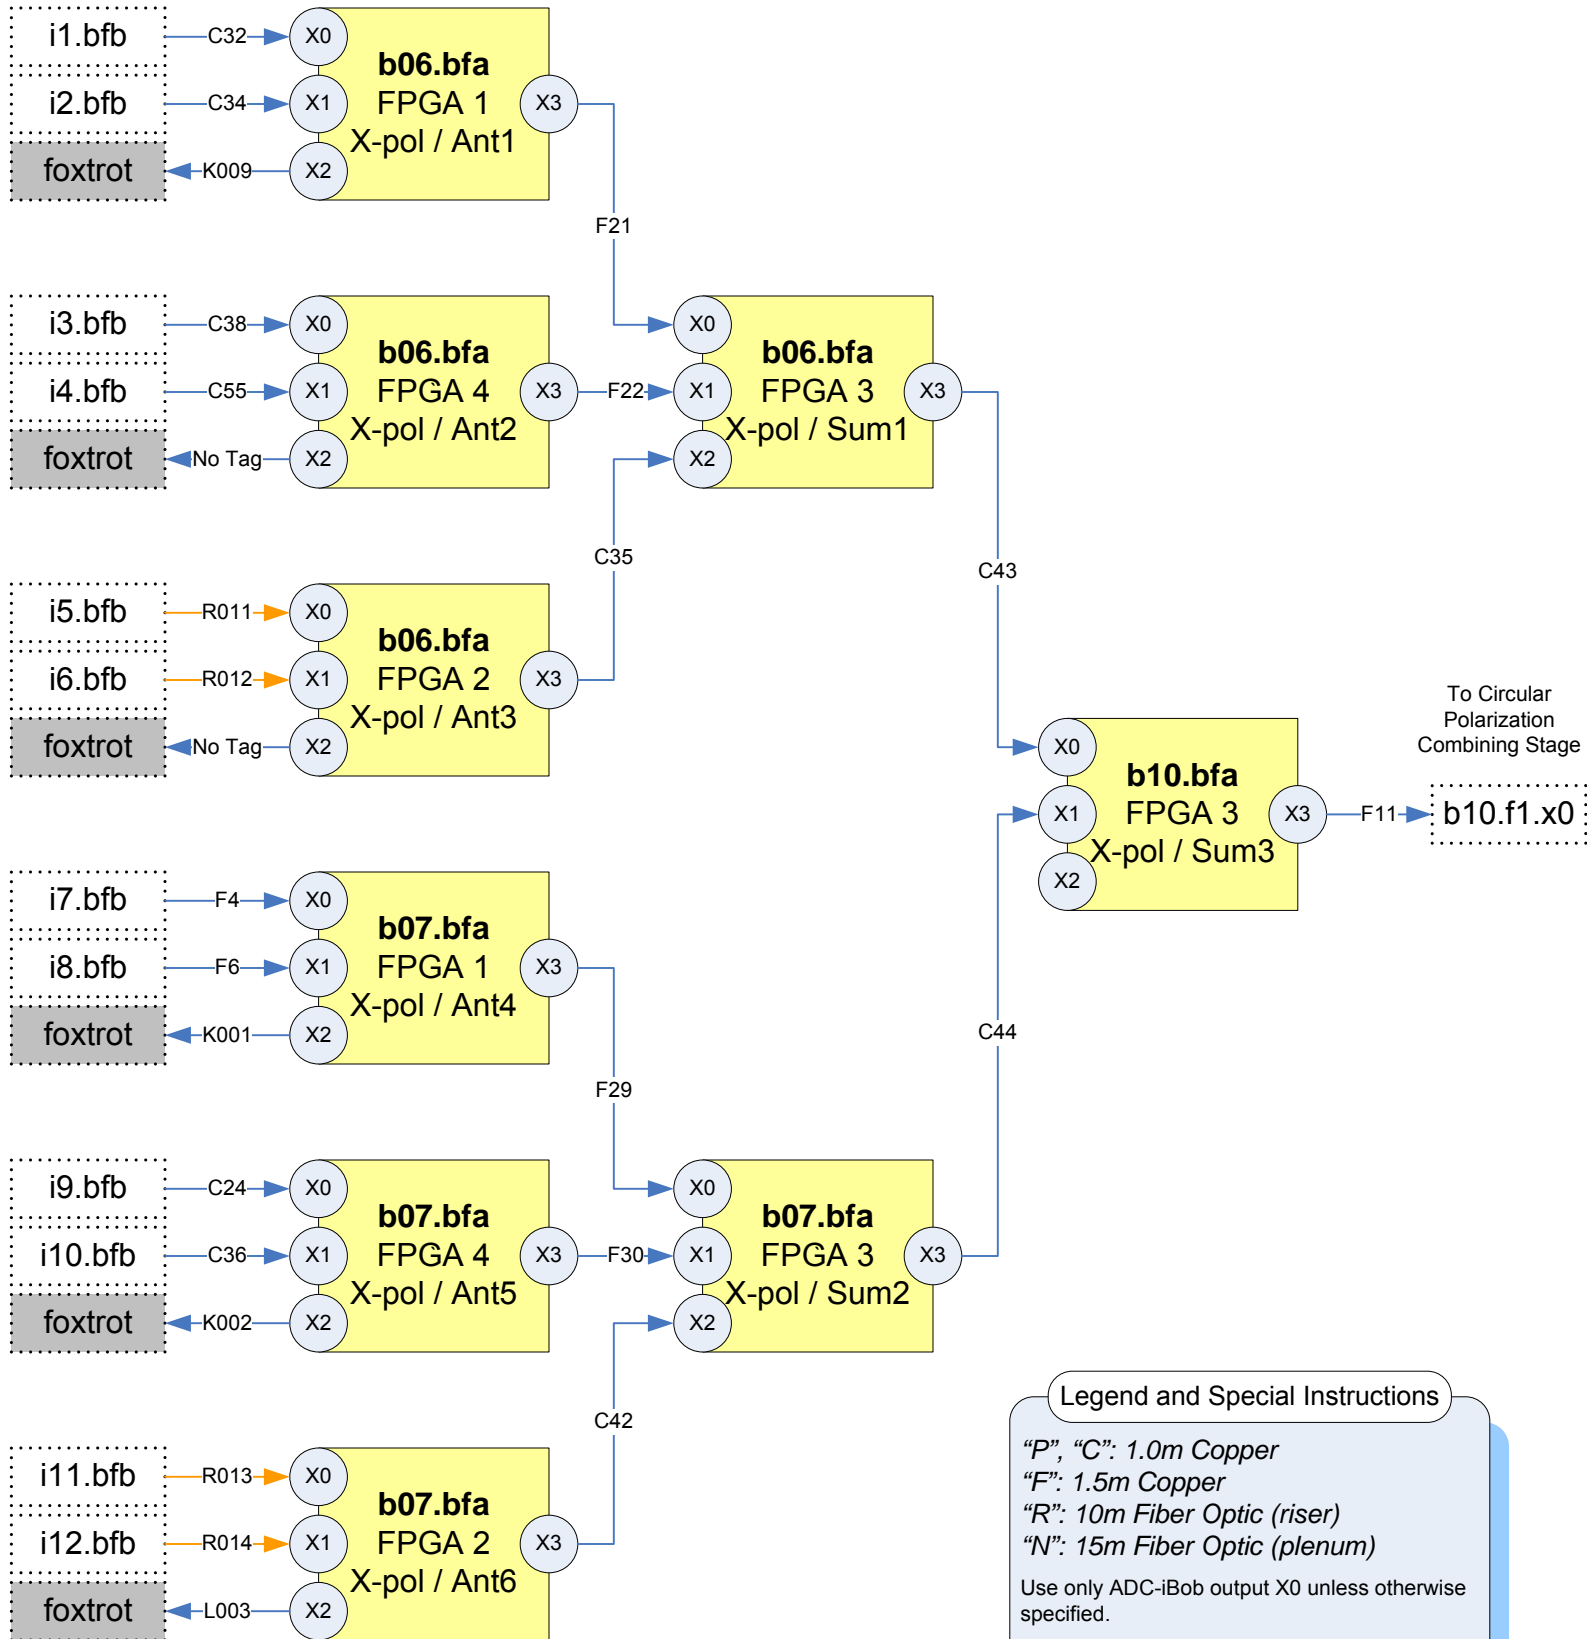 i1.bfb
C32
X0
i2.bfb
C34
X1
foxtrot
K009
X2
b06.bfa
FPGA 1
X-pol / Ant1
X3
F21
i3.bfb
C38
X0
i4.bfb
C55
X1
foxtrot
No Tag
X2
b06.bfa
FPGA 4
X-pol / Ant2
X3
F22
X0
X1
X2
b06.bfa
FPGA 3
X-pol / Sum1
X3
C35
C43
i5.bfb
R011
X0
i6.bfb
R012
X1
foxtrot
No Tag
X2
b06.bfa
FPGA 2
X-pol / Ant3
X3
X0
X1
X2
b10.bfa
FPGA 3
X-pol / Sum3
X3
F11
To Circular
Polarization
Combining Stage
b10.f1.x0
i7.bfb
F4
X0
i8.bfb
F6
X1
foxtrot
K001
X2
b07.bfa
FPGA 1
X-pol / Ant4
X3
F29
C44
i9.bfb
C24
X0
i10.bfb
C36
X1
foxtrot
K002
X2
b07.bfa
FPGA 4
X-pol / Ant5
X3
F30
X0
X1
X2
b07.bfa
FPGA 3
X-pol / Sum2
X3
C42
i11.bfb
R013
X0
i12.bfb
R014
X1
foxtrot
L003
X2
b07.bfa
FPGA 2
X-pol / Ant6
X3
Legend and Special Instructions
“P”, “C”: 1.0m Copper
“F”: 1.5m Copper
“R”: 10m Fiber Optic (riser)
“N”: 15m Fiber Optic (plenum)
Use only ADC-iBob output X0 unless otherwise
specified.